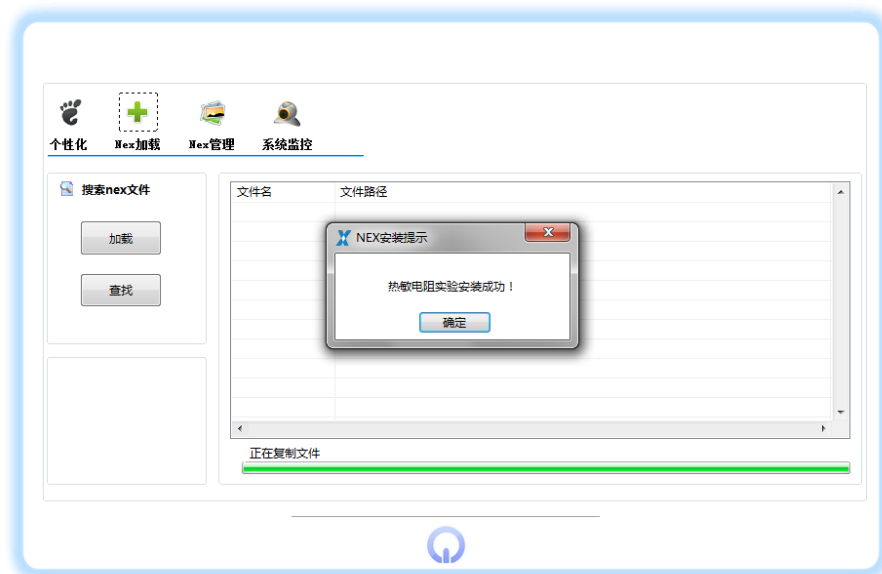 个性化 Nex加载 Nex管理 系统监控
搜索nex文件
加载
查找
文件名 文件路径
NEX安装提示
热敏电阻实验安装成功！
确定
正在复制文件